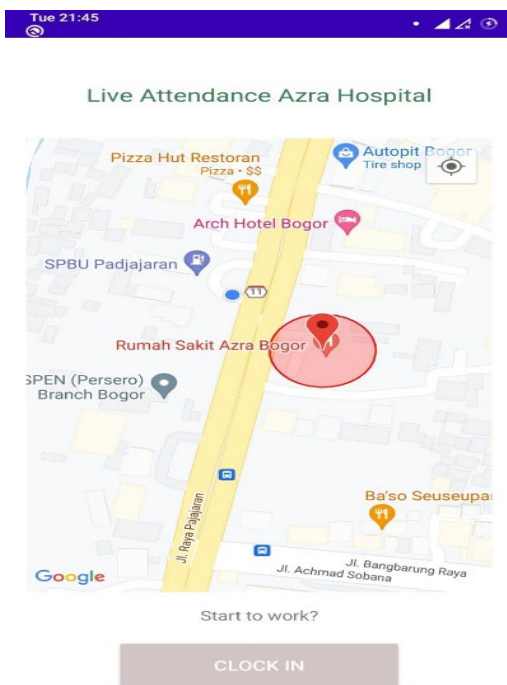 Tue 21:45
Live Attendance Azra Hospital
Pizza Hut Restoran
Pizza • $$
Autopit Bogor
Tire shop
Arch Hotel Bogor
SPBU Padjajaran
11
Rumah Sakit Azra Bogor
SPEN (Persero)
Branch Bogor
Jl. Raya Pajajaran
Ba'so Seuseupa
Jl. Bangbarung Raya
Jl. Achmad Sobana
Google
Start to work?
CLOCK IN